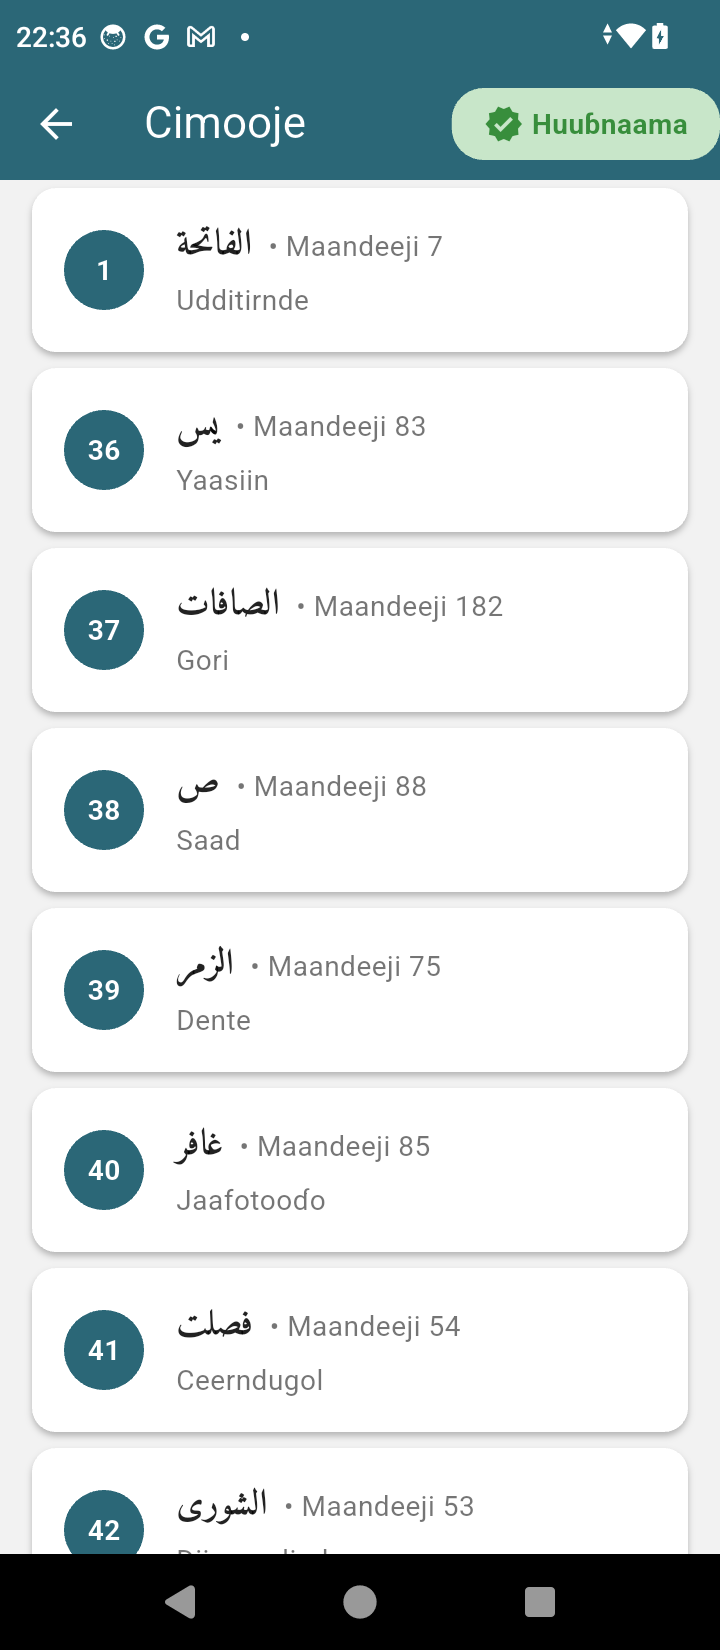 22:36
Cimooje
Huuɓnaama
1
الفاتحة • Maandeeji 7
Udditirnde
36
يس • Maandeeji 83
Yaasiin
37
الصافات • Maandeeji 182
Gori
38
ص • Maandeeji 88
Saad
39
الزمر • Maandeeji 75
Dente
40
غافر • Maandeeji 85
Jaafotooɗo
41
فصلت • Maandeeji 54
Ceerndugol
42
الشورى • Maandeeji 53